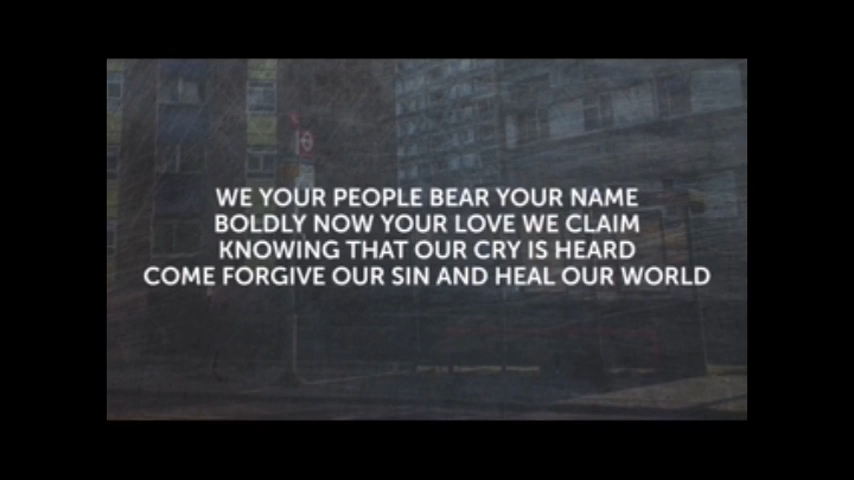 WE YOUR PEOPLE BEAR YOUR NAME
BOLDLY NOW YOUR LOVE WE CLAIM
KNOWING THAT OUR CRY IS HEARD
COME FORGIVE OUR SIN AND HEAL OUR WORLD